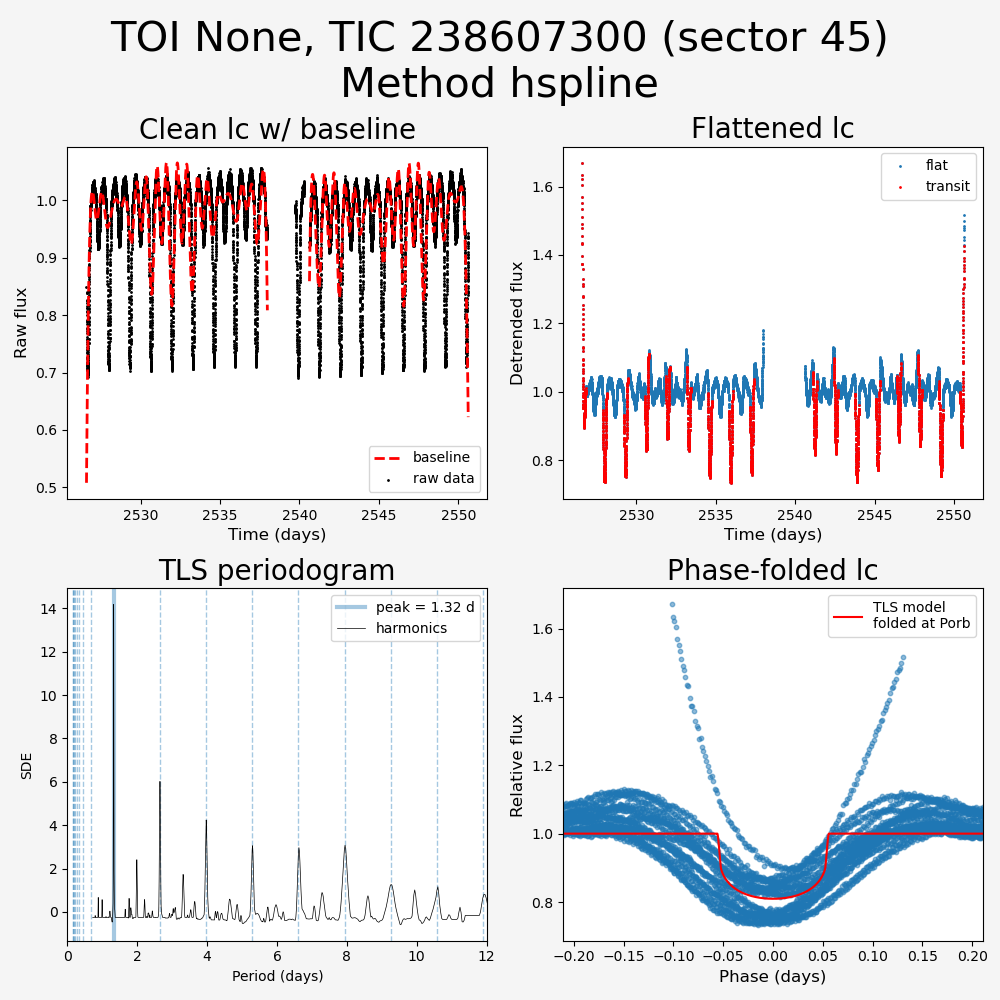 TOI None, TIC 238607300 (sector 45)
Method hspline
Clean lc w/ baseline
Raw flux
1.0
0.9
0.8
0.7
0.6
0.5
baseline
raw data
2530
2535
2540
2545
2550
Time (days)
Flattened lc
Detrended flux
1.6
1.4
1.2
1.0
0.8
flat
transit
2530
2535
2540
2545
2550
Time (days)
TLS periodogram
SDE
14
12
10
8
6
4
2
0
peak = 1.32 d
harmonics
0
2
4
6
8
10
12
Period (days)
Phase-folded lc
Relative flux
1.6
1.4
1.2
1.0
0.8
TLS model
folded at Porb
−0.20
−0.15
−0.10
−0.05
0.00
0.05
0.10
0.15
0.20
Phase (days)